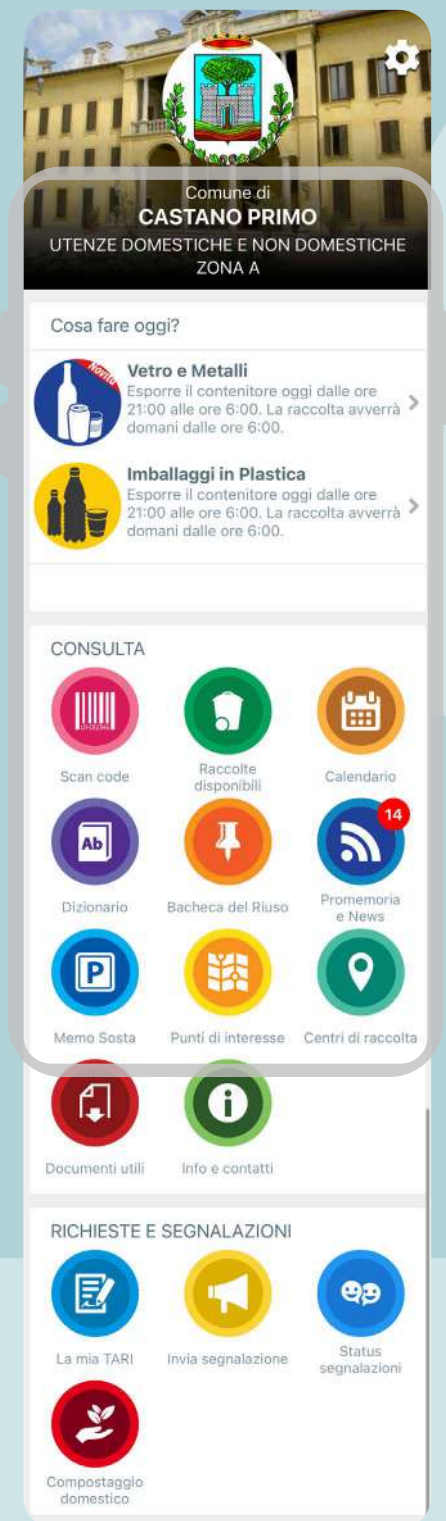 Comune di
CASTANO PRIMO
UTENZE DOMESTICHE E NON DOMESTICHE
ZONA A
Cosa fare oggi?
Novità
Vetro e Metalli
Esporre il contenitore oggi dalle ore
21:00 alle ore 6:00. La raccolta avverrà
domani dalle ore 6:00.
Imballaggi in Plastica
Esporre il contenitore oggi dalle ore
21:00 alle ore 6:00. La raccolta avverrà
domani dalle ore 6:00.
CONSULTA
Scan code
Raccolte
disponibili
Calendario
Ab
14
Dizionario
Bacheca del Riuso
Promemoria
e News
P
Memo Sosta
Punti di interesse
Centri di raccolta
Documenti utili
Info e contatti
RICHIESTE E SEGNALAZIONI
La mia TARI
Invia segnalazione
Status
segnalazioni
Compostaggio
domestico